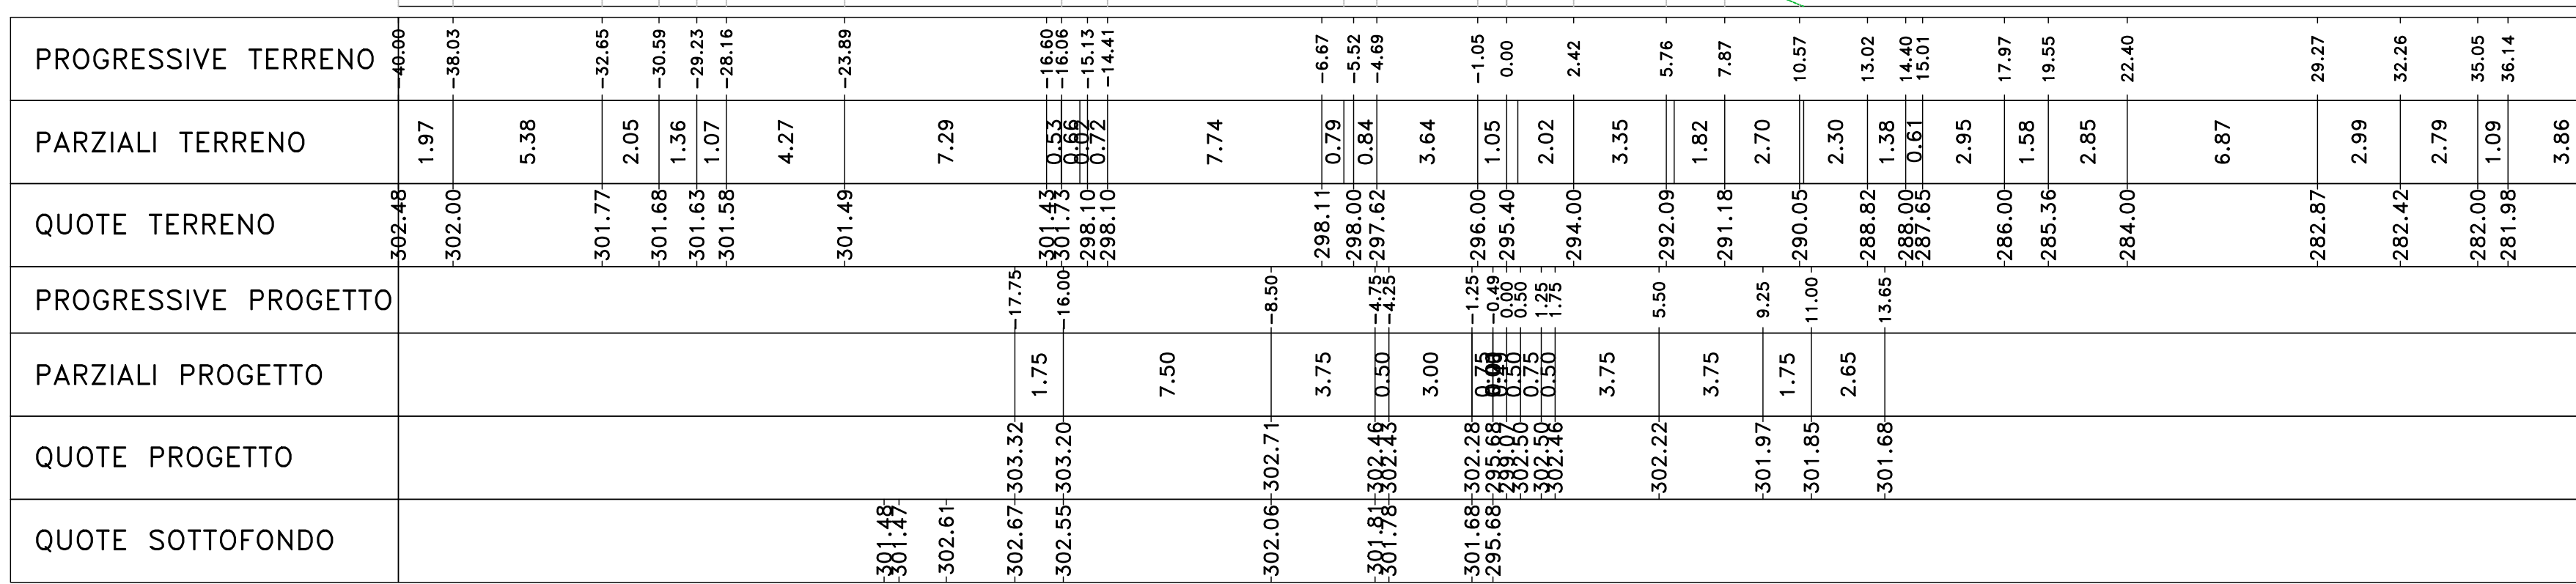 PROGRESSIVE TERRENO -40.00 -38.03 -32.65 -30.59 -29.23 -28.16 -23.89 -16.60 -16.06 -15.13 -14.41 -6.67 -5.52 -4.69 -1.05 0.00 2.42 5.76 7.87 10.57 13.02 14.40 15.01 17.97 19.55 22.40 29.27 32.26 35.05 36.14
PARZIALI TERRENO 1.97 5.38 2.05 1.36 1.07 4.27 7.29 0.53 0.66 0.02 0.72 7.74 0.79 0.84 3.64 1.05 2.02 3.35 1.82 2.70 2.30 1.38 0.61 2.95 1.58 2.85 6.87 2.99 2.79 1.09 3.86
QUOTE TERRENO 302.48 302.00 301.77 301.68 301.63 301.58 301.49 301.43 301.73 298.10 298.10 298.11 298.00 297.62 296.00 295.40 294.00 292.09 291.18 290.05 288.82 288.00 287.65 286.00 285.36 284.00 282.87 282.42 282.00 281.98
PROGRESSIVE PROGETTO -17.75 -16.00 -8.50 -4.75 -4.25 -1.25 -0.49 0.00 0.50 1.25 1.75 5.50 9.25 11.00 13.65
PARZIALI PROGETTO 1.75 7.50 3.75 0.50 3.00 0.75 0.50 0.75 0.50 3.75 3.75 1.75 2.65
QUOTE PROGETTO 303.32 303.20 302.71 302.46 302.43 302.28 295.68 299.07 302.50 302.50 302.46 302.22 301.97 301.85 301.68
QUOTE SOTTOFONDO 301.48 301.47 302.61 302.67 302.55 302.06 301.81 301.78 301.68 295.68